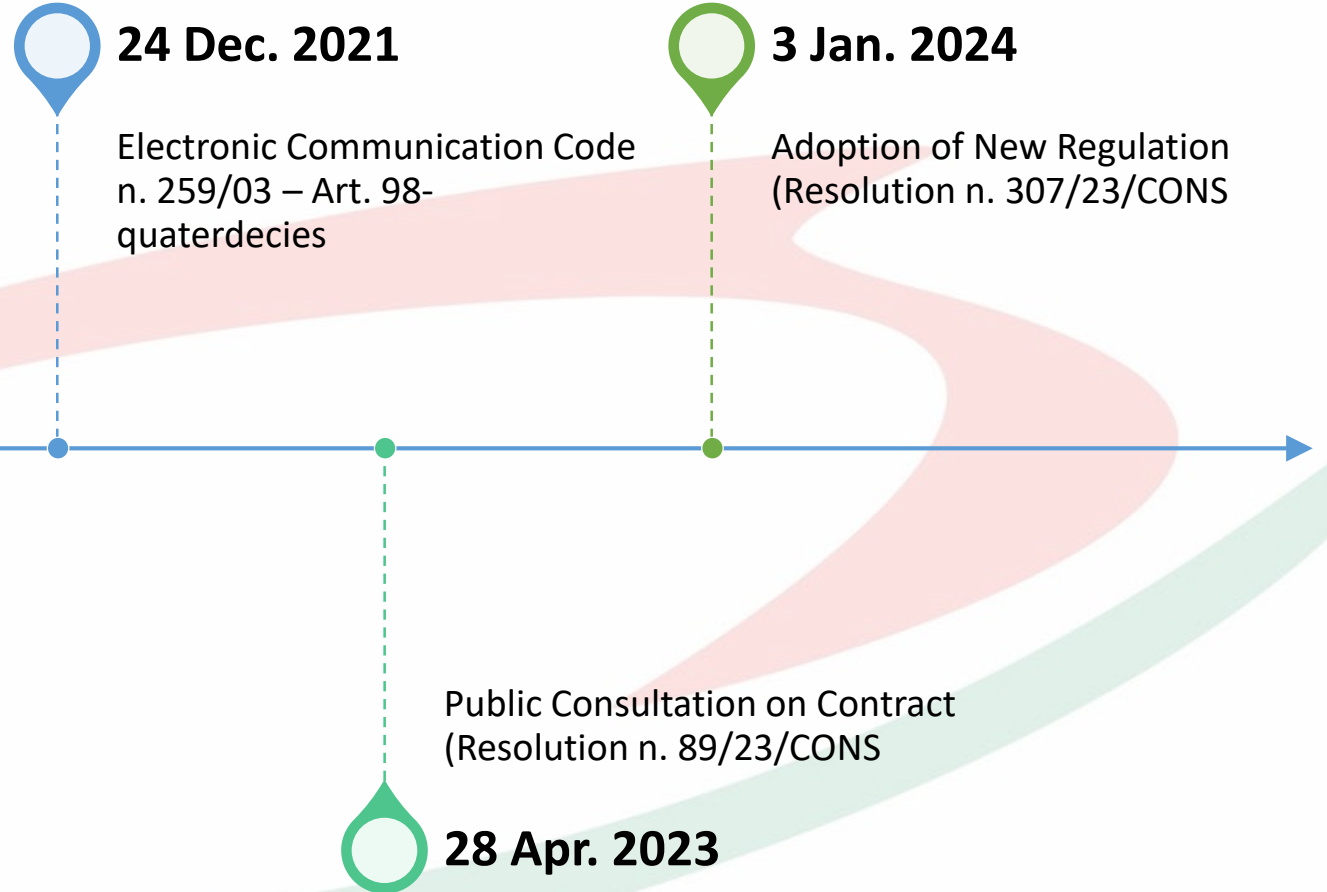 24 Dec. 2021
Electronic Communication Code
n. 259/03 – Art. 98-
quaterdecies
3 Jan. 2024
Adoption of New Regulation
(Resolution n. 307/23/CONS
Public Consultation on Contract
(Resolution n. 89/23/CONS
28 Apr. 2023